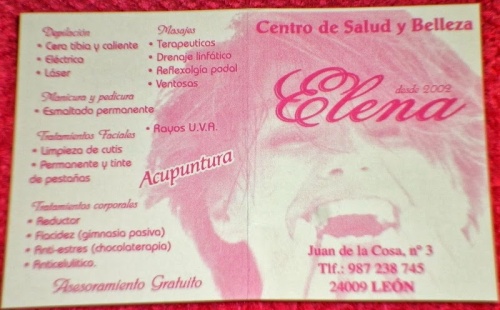 Depilación
• Cera tibia y caliente
• Eléctrica
• Láser
Manicura y pedicura
• Esmaltado permanente
Tratamientos Faciales
• Limpieza de cutis
• Permanente y tinte
de pestañas
Tratamientos corporales
• Reductor
• Flacidez (gimnasia pasiva)
• Anti-estres (chocolaterapia)
• Anticelulítico.
Asesoramiento Gratuito
Masajes
• Terapeuticos
• Drenaje linfático
• Reflexolgía podal
• Ventosas
• Rayos U.V.A.
Acupuntura
Centro de Salud y Belleza
desde 2002
Elena
Juan de la Cosa, nº 3
Tlf.: 987 238 745
24009 LEÓN